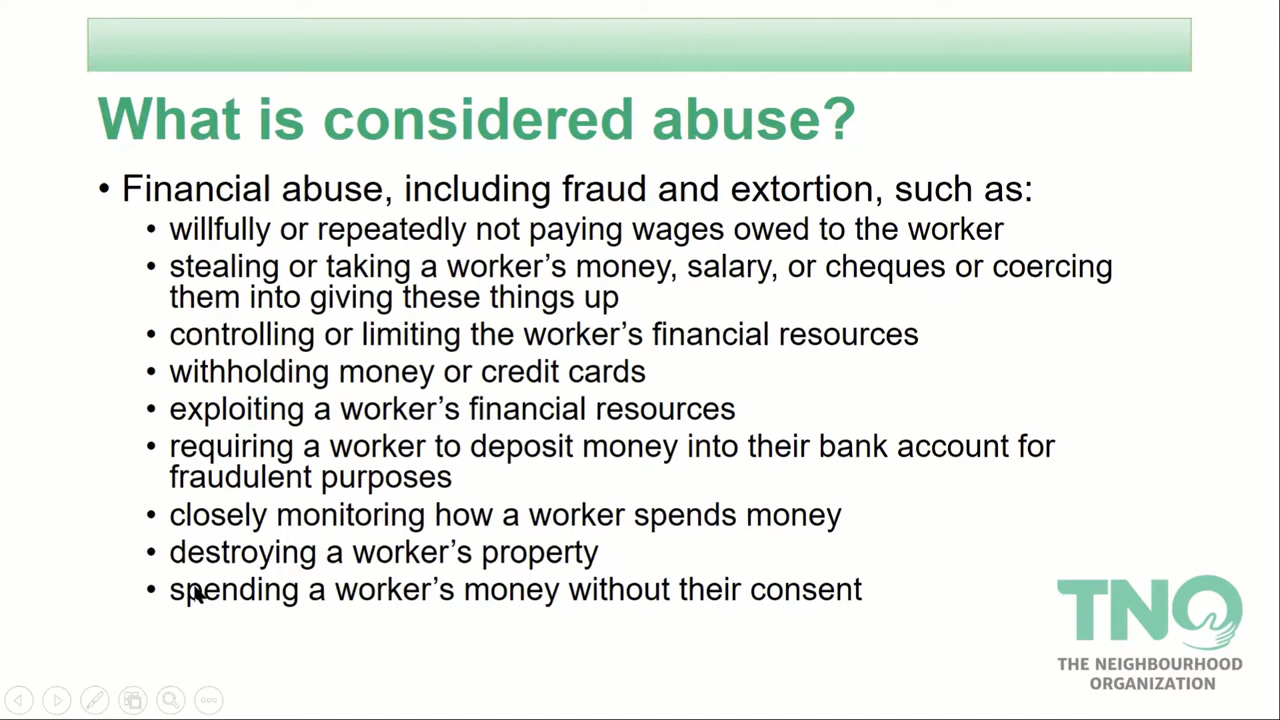 What is considered abuse?
• Financial abuse, including fraud and extortion, such as:
• willfully or repeatedly not paying wages owed to the worker
• stealing or taking a worker's money, salary, or cheques or coercing
them into giving these things up
• controlling or limiting the worker's financial resources
• withholding money or credit cards
• exploiting a worker's financial resources
• requiring a worker to deposit money into their bank account for
fraudulent purposes
• closely monitoring how a worker spends money
• destroying a worker's property
• spending a worker's money without their consent
TNO
THE NEIGHBOURHOOD
ORGANIZATION